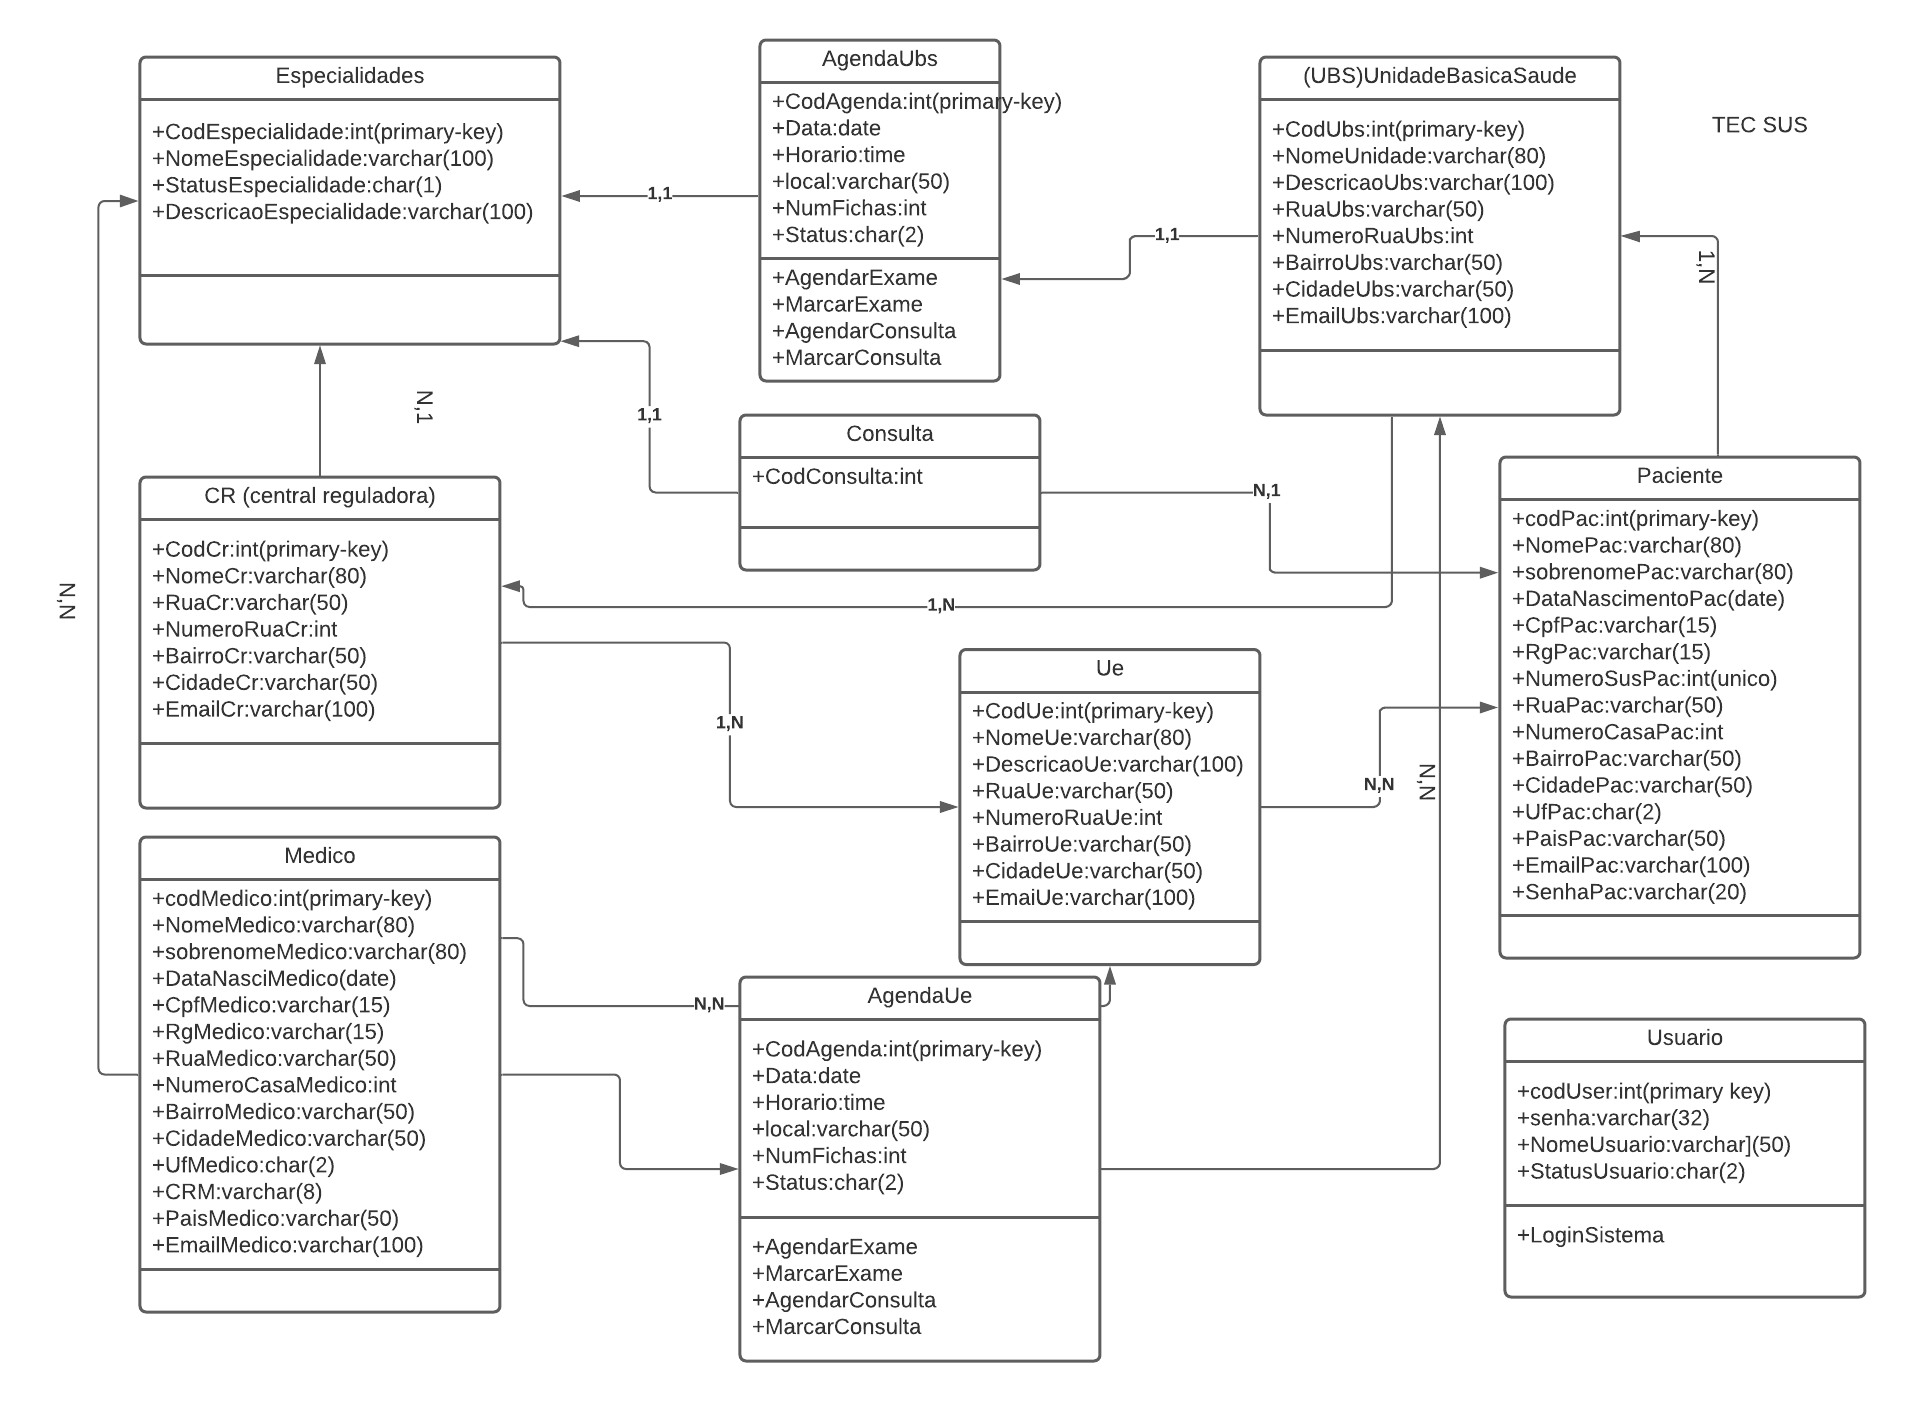 Especialidades
+CodEspecialidade:int(primary-key)
+NomeEspecialidade:varchar(100)
+StatusEspecialidade:char(1)
+DescricaoEspecialidade:varchar(100)
AgendaUbs
+CodAgenda:int(primary-key)
+Data:date
+Horario:time
+local:varchar(50)
+NumFichas:int
+Status:char(2)
+AgendarExame
+MarcarExame
+AgendarConsulta
+MarcarConsulta
(UBS)UnidadeBasicaSaude
+CodUbs:int(primary-key)
+NomeUnidade:varchar(80)
+DescricaoUbs:varchar(100)
+RuaUbs:varchar(50)
+NumeroRuaUbs:int
+BairroUbs:varchar(50)
+CidadeUbs:varchar(50)
+EmailUbs:varchar(100)
TEC SUS
1,1
1,1
1,N
N,1
1,1
Consulta
+CodConsulta:int
N,1
CR (central reguladora)
+CodCr:int(primary-key)
+NomeCr:varchar(80)
+RuaCr:varchar(50)
+NumeroRuaCr:int
+BairroCr:varchar(50)
+CidadeCr:varchar(50)
+EmailCr:varchar(100)
N,N
1,N
1,N
Ue
+CodUe:int(primary-key)
+NomeUe:varchar(80)
+DescricaoUe:varchar(100)
+RuaUe:varchar(50)
+NumeroRuaUe:int
+BairroUe:varchar(50)
+CidadeUe:varchar(50)
+EmaiUe:varchar(100)
N,N
N,N
Paciente
+codPac:int(primary-key)
+NomePac:varchar(80)
+sobrenomePac:varchar(80)
+DataNascimentoPac(date)
+CpfPac:varchar(15)
+RgPac:varchar(15)
+NumeroSusPac:int(unico)
+RuaPac:varchar(50)
+NumeroCasaPac:int
+BairroPac:varchar(50)
+CidadePac:varchar(50)
+UfPac:char(2)
+PaisPac:varchar(50)
+EmailPac:varchar(100)
+SenhaPac:varchar(20)
Medico
+codMedico:int(primary-key)
+NomeMedico:varchar(80)
+sobrenomeMedico:varchar(80)
+DataNasciMedico(date)
+CpfMedico:varchar(15)
+RgMedico:varchar(15)
+RuaMedico:varchar(50)
+NumeroCasaMedico:int
+BairroMedico:varchar(50)
+CidadeMedico:varchar(50)
+UfMedico:char(2)
+CRM:varchar(8)
+PaisMedico:varchar(50)
+EmailMedico:varchar(100)
N,N
AgendaUe
+CodAgenda:int(primary-key)
+Data:date
+Horario:time
+local:varchar(50)
+NumFichas:int
+Status:char(2)
+AgendarExame
+MarcarExame
+AgendarConsulta
+MarcarConsulta
Usuario
+codUser:int(primary key)
+senha:varchar(32)
+NomeUsuario:varchar](50)
+StatusUsuario:char(2)
+LoginSistema